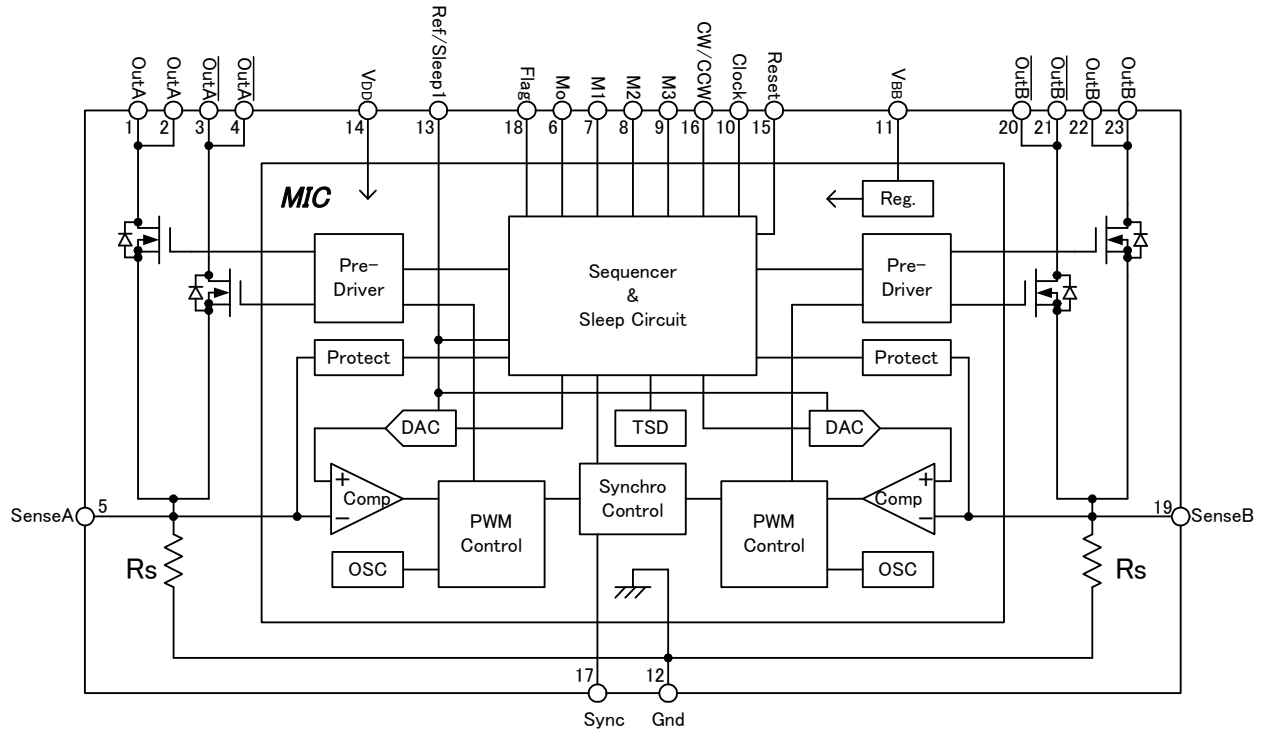 OutA
OutA
OutA
OutA
VDD
Ref/Sleep1
Flag
Mo
M1
M2
M3
CW/CCW
Clock
Reset
VBB
OutB
OutB
OutB
OutB
1
2
3
4
14
13
18
6
7
8
9
16
10
15
11
20
21
22
23
MIC
Reg.
Pre-
Driver
Sequencer
&
Sleep Circuit
Pre-
Driver
Protect
Protect
DAC
TSD
DAC
+
Comp
−
Synchro
Control
+
Comp
−
5
SenseA
PWM
Control
PWM
Control
19
SenseB
Rs
OSC
OSC
Rs
17
12
Sync
Gnd